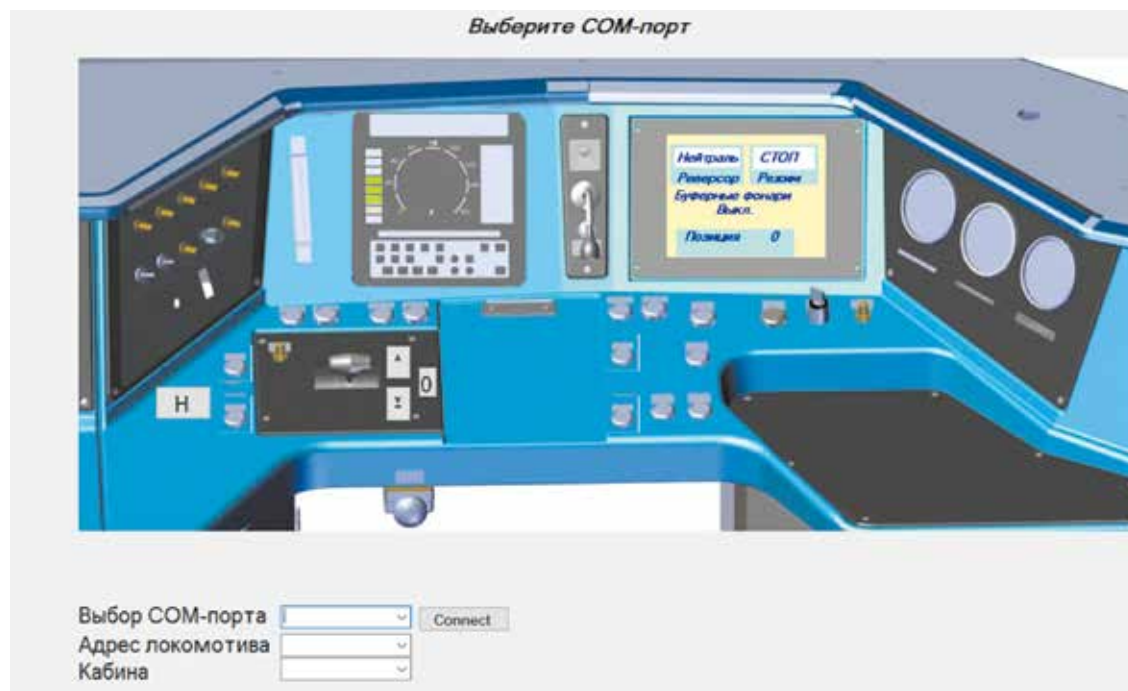 Выберите COM-порт
Нейтраль СТОП
Реверсор Режим
Буферные фонари
Выкл.
Позиция 0
0
Н
Выбор COM-порта
Connect
Адрес локомотива
Кабина